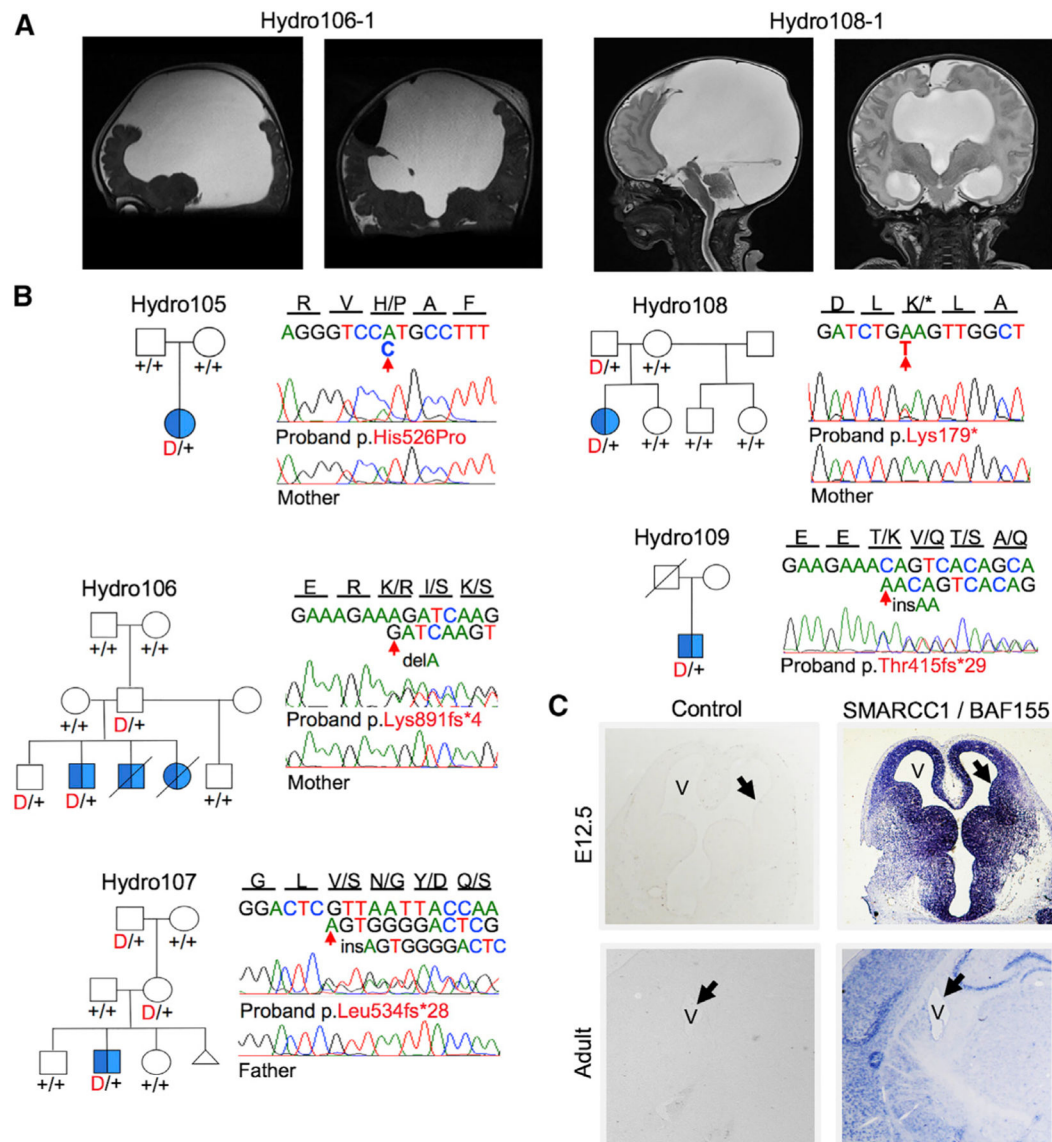 A
Hydro106-1
Hydro108-1
B
Hydro105
+/+ +/+
D/+
R V H/P A F
AGGGTCCATGCCTTT
C
Proband p.His526Pro
Mother
Hydro108
D/+ +/+
D/+ +/+ +/+ +/+
D L K/* L A
GATCTGAAGTTGGCT
T
Proband p.Lys179*
Mother
Hydro106
+/+ +/+
+/+ D/+
D/+ D/+ +/+
E R K/R I/S K/S
GAAAGAAAGATCAAG
GATCAAGT
delA
Proband p.Lys891fs*4
Mother
Hydro109
D/+
E E T/K V/Q T/S A/Q
GAAGAAACAGTCACAGCA
AACAGTCACAG
insAA
Proband p.Thr415fs*29
Hydro107
D/+ +/+
+/+ D/+
+/+ D/+ +/+
G L V/S N/G Y/D Q/S
GGACTCGTTAATTACCAA
AGTGGGGACTCG
insAGTGGGGACTC
Proband p.Leu534fs*28
Father
C
Control
SMARCC1 / BAF155
E12.5
V
V
Adult
V
V